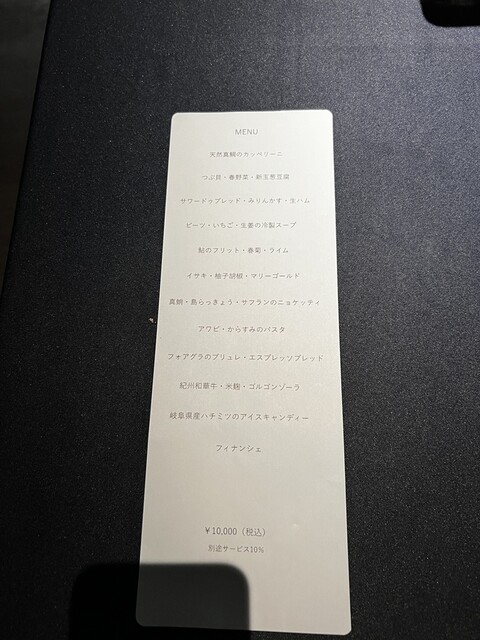 MENU
天然真鯛のカッペリーニ
つぶ貝・春野菜・新玉葱豆腐
サワードゥブレッド・みりんかす・生ハム
ビーツ・いちご・生姜の冷製スープ
鮎のフリット・春菊・ライム
イサキ・柚子胡椒・マリーゴールド
真蛸・島らっきょう・サフランのニョケッティ
アワビ・からすみのパスタ
フォアグラのブリュレ・エスプレッソブレッド
紀州和華牛・米麹・ゴルゴンゾーラ
岐阜県産ハチミツのアイスキャンディー
フィナンシェ
￥10,000（税込）
別途サービス10%